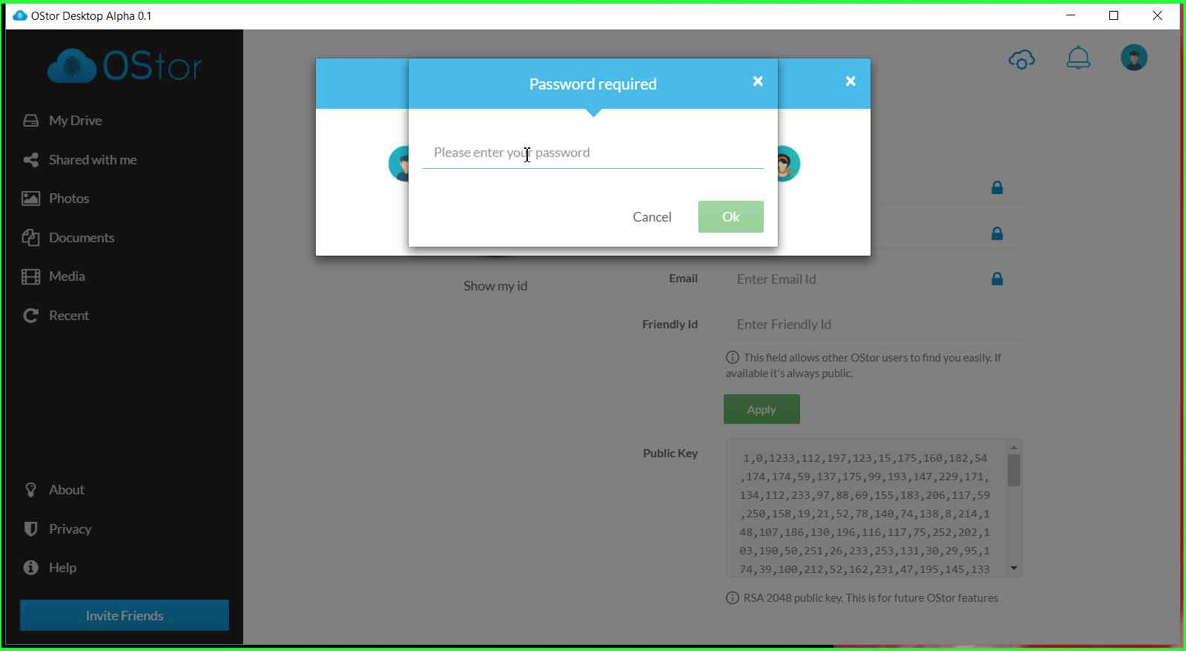 OStor Desktop Alpha 0.1
OStor
My Drive
Shared with me
Photos
Documents
Media
Recent
About
Privacy
Help
Invite Friends
Password required
Please enter your password
Cancel
Ok
Show my id
Email
Enter Email Id
Friendly Id
Enter Friendly Id
This field allows other OStor users to find you easily. If
available it's always public.
Apply
Public Key
1,0,1233,112,197,123,15,175,160,182,54
,174,174,59,137,175,99,193,147,229,171,
134,112,233,97,88,69,155,183,206,117,59
,250,158,19,21,52,78,140,74,138,8,214,1
48,107,186,130,196,116,117,75,252,202,1
03,190,50,251,26,233,253,131,30,29,95,1
74,39,100,212,52,162,231,47,195,145,133
RSA 2048 public key. This is for future OStor features